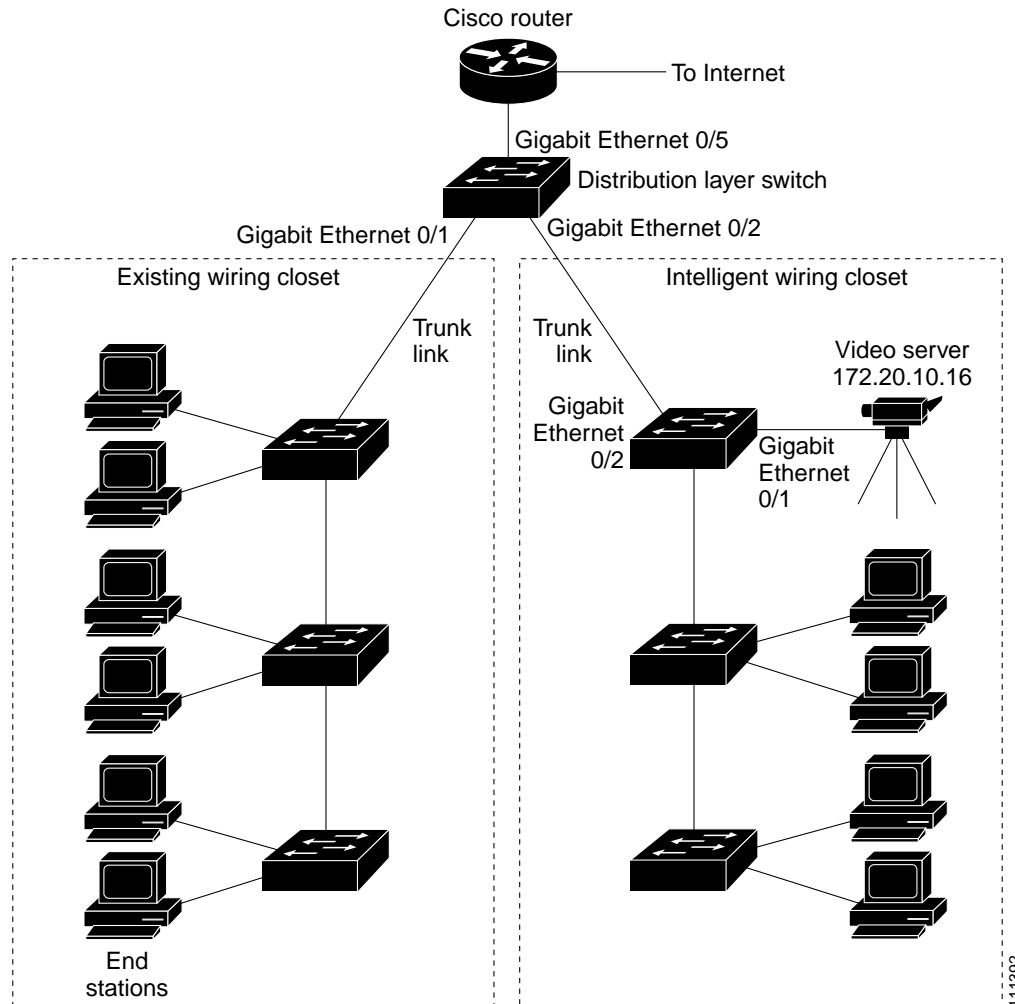 Cisco router
To Internet
Gigabit Ethernet 0/5
Distribution layer switch
Gigabit Ethernet 0/1
Gigabit Ethernet 0/2
Existing wiring closet
Intelligent wiring closet
Trunk
link
Trunk
link
Video server
172.20.10.16
Gigabit
Ethernet
0/2
Gigabit
Ethernet
0/1
End
stations
111392